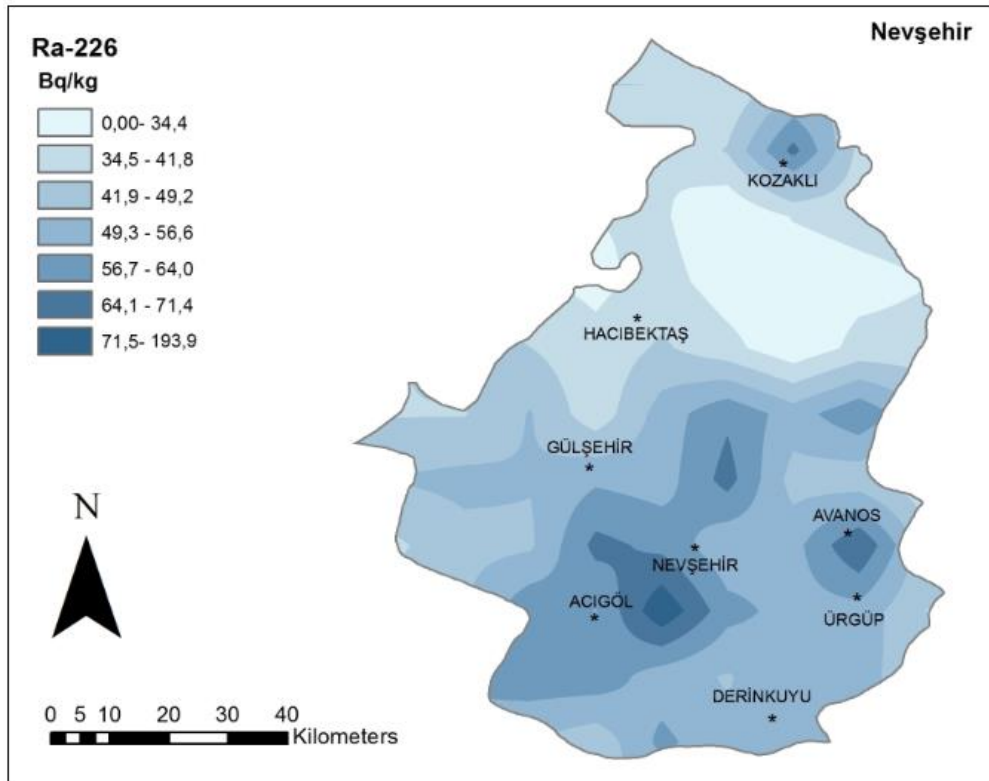 Nevşehir
Ra-226
Bq/kg
0,00- 34,4
34,5 - 41,8
41,9 - 49,2
49,3 - 56,6
56,7 - 64,0
64,1 - 71,4
71,5- 193,9
KOZAKLI
HACIBEKTAŞ
GÜLŞEHİR
AVANOS
NEVŞEHİR
ACIGÖL
ÜRGÜP
DERİNKUYU
N
0 5 10 20 30 40
Kilometers